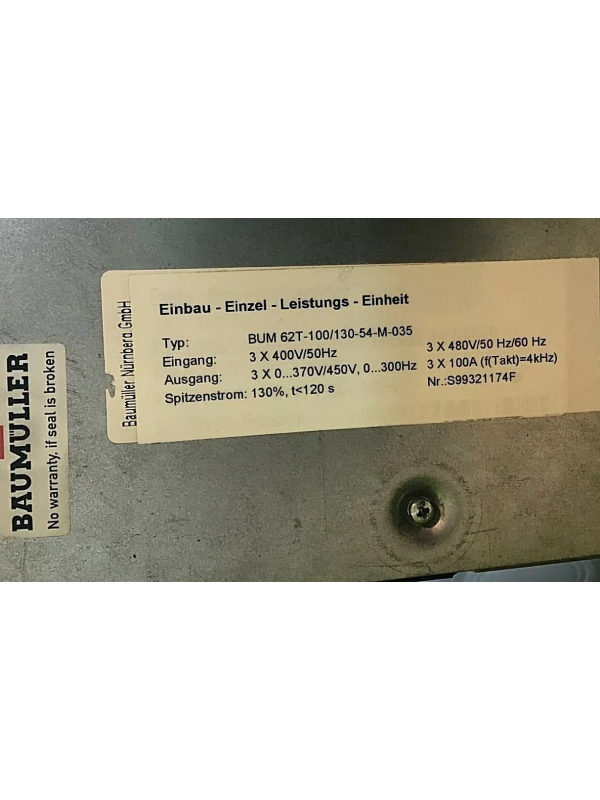 Einbau - Einzel - Leistungs - Einheit
Typ: BUM 62T-100/130-54-M-035
Eingang: 3 X 400V/50Hz 3 X 480V/50 Hz/60 Hz
Ausgang: 3 X 0...370V/450V, 0...300Hz 3 X 100A (f(Takt)=4kHz)
Spitzenstrom: 130%, t<120 s Nr.:S99321174F
Baumüller Nürnberg GmbH
BAUMÜLLER
No warranty, if seal is broken